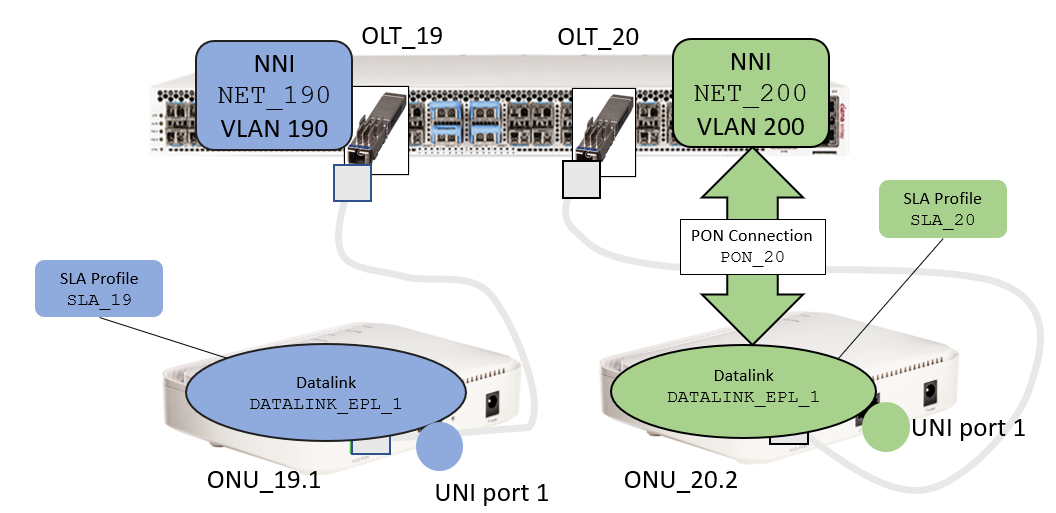 OLT_19
OLT_20
NNI
NET_190
VLAN 190
NNI
NET_200
VLAN 200
SLA Profile
SLA_20
PON Connection
PON_20
SLA Profile
SLA_19
Datalink
DATALINK_EPL_1
Datalink
DATALINK_EPL_1
UNI port 1
ONU_19.1
ONU_20.2
UNI port 1